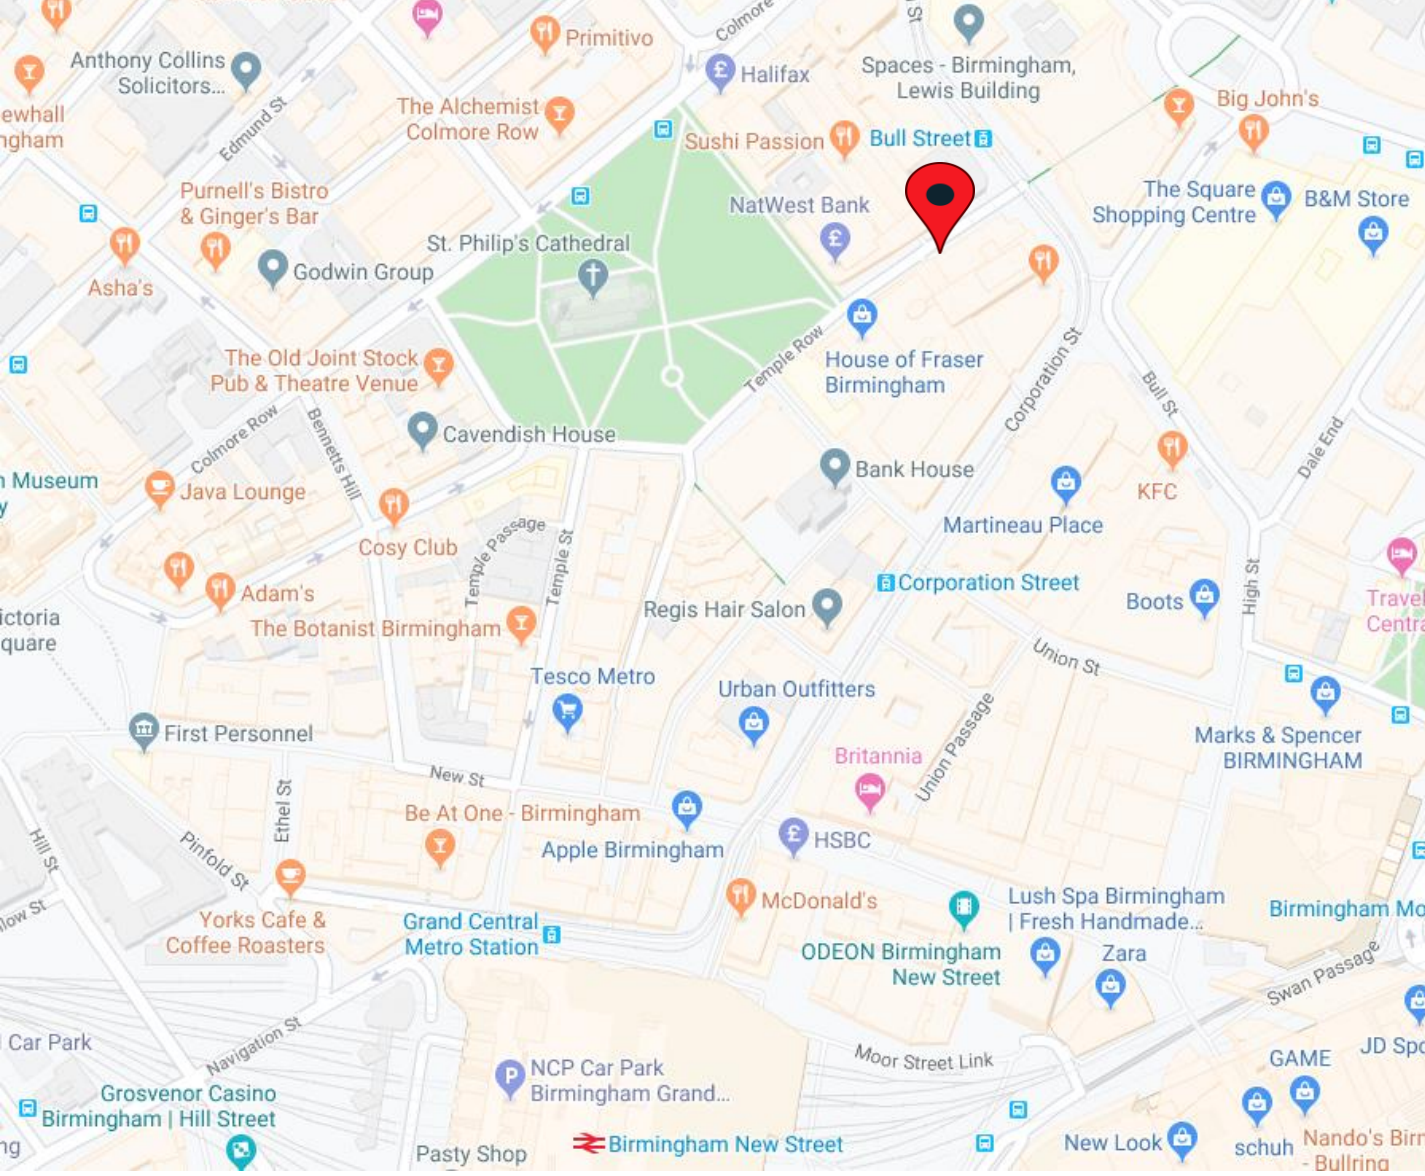 Colmore
St
Primitivo
Halifax
Anthony Collins
Solicitors...
Spaces - Birmingham,
Lewis Building
Big John's
ewhall
ngham
Edmund St
The Alchemist
Colmore Row
Sushi Passion
Bull Street
Purnell's Bistro
& Ginger's Bar
NatWest Bank
The Square
Shopping Centre
B&M Store
St. Philip's Cathedral
Godwin Group
Asha's
The Old Joint Stock
Pub & Theatre Venue
Temple Row
House of Fraser
Birmingham
Corporation St
Bull St
Colmore Row
Bennetts Hill
Cavendish House
Dale End
Museum
y
Java Lounge
Bank House
KFC
Martineau Place
Cosy Club
Temple Passage
Temple St
Corporation Street
High St
Adam's
Regis Hair Salon
Boots
Travel
Centra
ictoria
quare
The Botanist Birmingham
Union St
Tesco Metro
Urban Outfitters
Union Passage
First Personnel
Britannia
Marks & Spencer
BIRMINGHAM
New St
Ethel St
Be At One - Birmingham
Apple Birmingham
HSBC
Hill St
Pinfold St
McDonald's
Lush Spa Birmingham
| Fresh Handmade...
Birmingham Mo
low St
Yorks Cafe &
Coffee Roasters
Grand Central
Metro Station
ODEON Birmingham
New Street
Zara
Swan Passage
Navigation St
Car Park
Moor Street Link
JD Spo
GAME
NCP Car Park
Birmingham Grand...
P
Grosvenor Casino
Birmingham | Hill Street
ng
Pasty Shop
Birmingham New Street
New Look
schuh
Nando's Birm
- Bullring